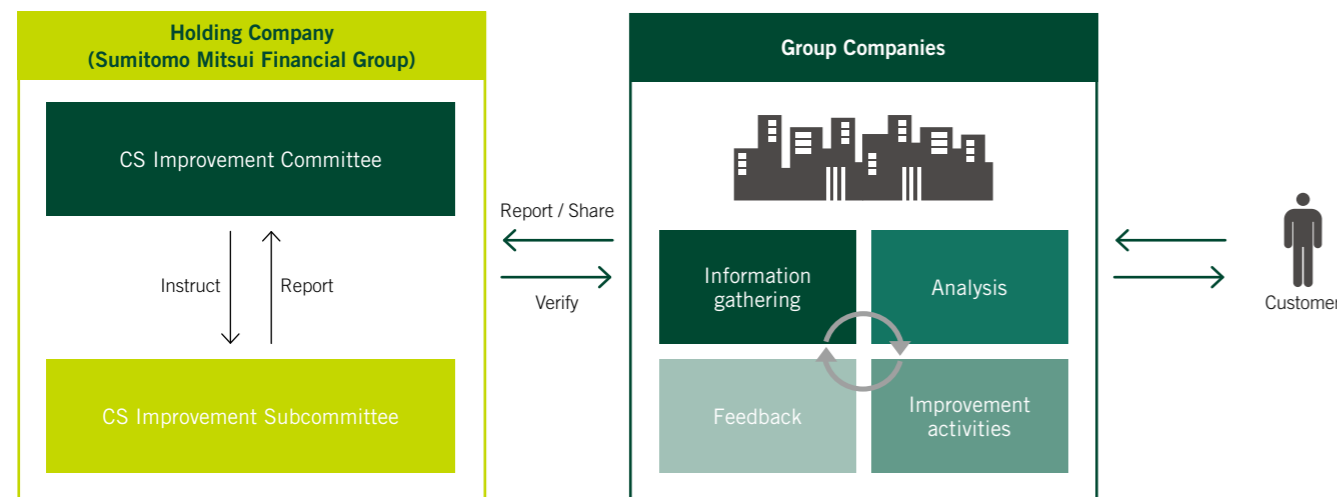 Holding Company
(Sumitomo Mitsui Financial Group)
CS Improvement Committee
Instruct
Report
CS Improvement Subcommittee
Report / Share
Verify
Group Companies
Information
gathering
Analysis
Feedback
Improvement
activities
Customer